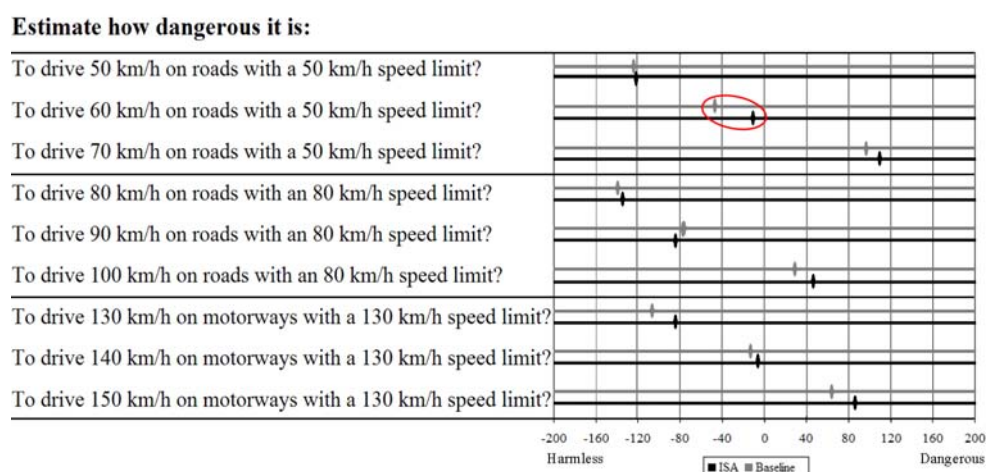 Estimate how dangerous it is:
To drive 50 km/h on roads with a 50 km/h speed limit?
To drive 60 km/h on roads with a 50 km/h speed limit?
To drive 70 km/h on roads with a 50 km/h speed limit?
To drive 80 km/h on roads with an 80 km/h speed limit?
To drive 90 km/h on roads with an 80 km/h speed limit?
To drive 100 km/h on roads with an 80 km/h speed limit?
To drive 130 km/h on motorways with a 130 km/h speed limit?
To drive 140 km/h on motorways with a 130 km/h speed limit?
To drive 150 km/h on motorways with a 130 km/h speed limit?
-200 -160 -120 -80 -40 0 40 80 120 160 200
Harmless Dangerous
ISA Baseline